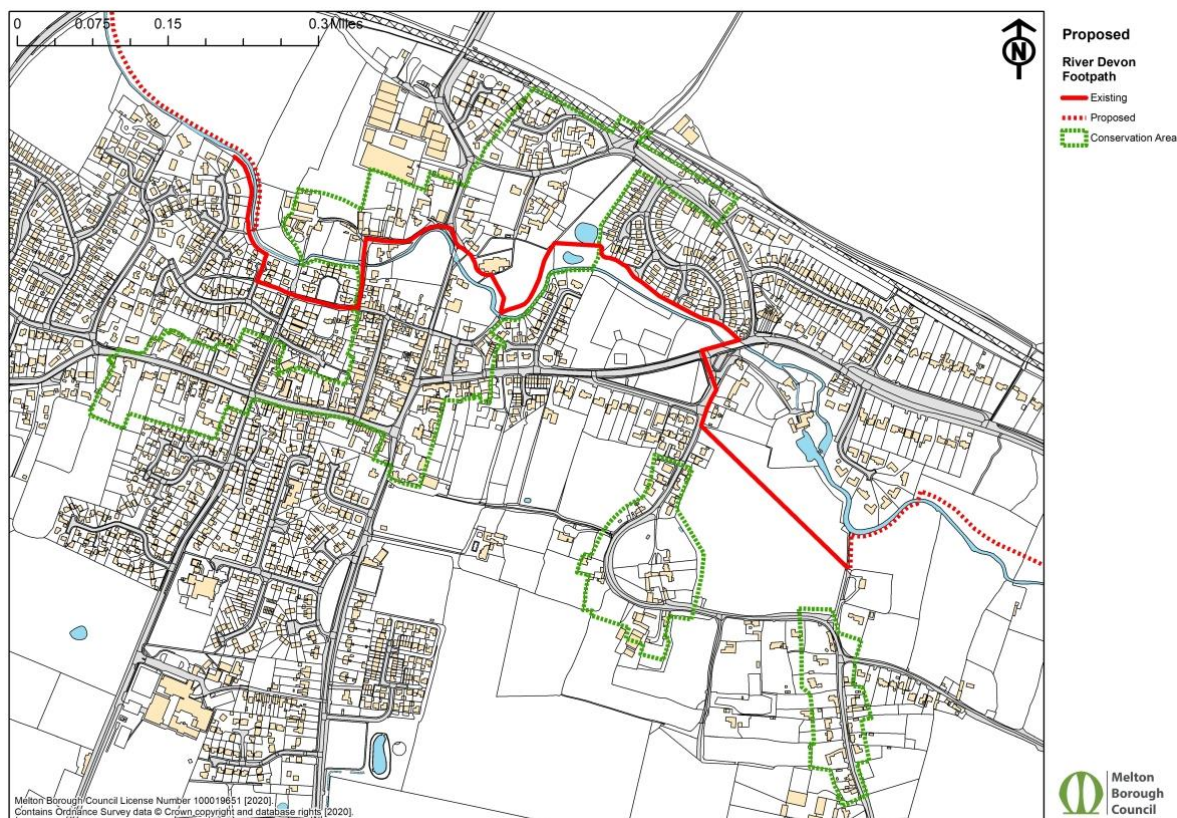 0 0.075 0.15 0.3 Miles
N
Proposed
River Devon
Footpath
Existing
Proposed
Conservation Area
Melton Borough Council License Number 100019651 [2020].
Contains Ordnance Survey data © Crown copyright and database rights [2020].
Melton
Borough
Council